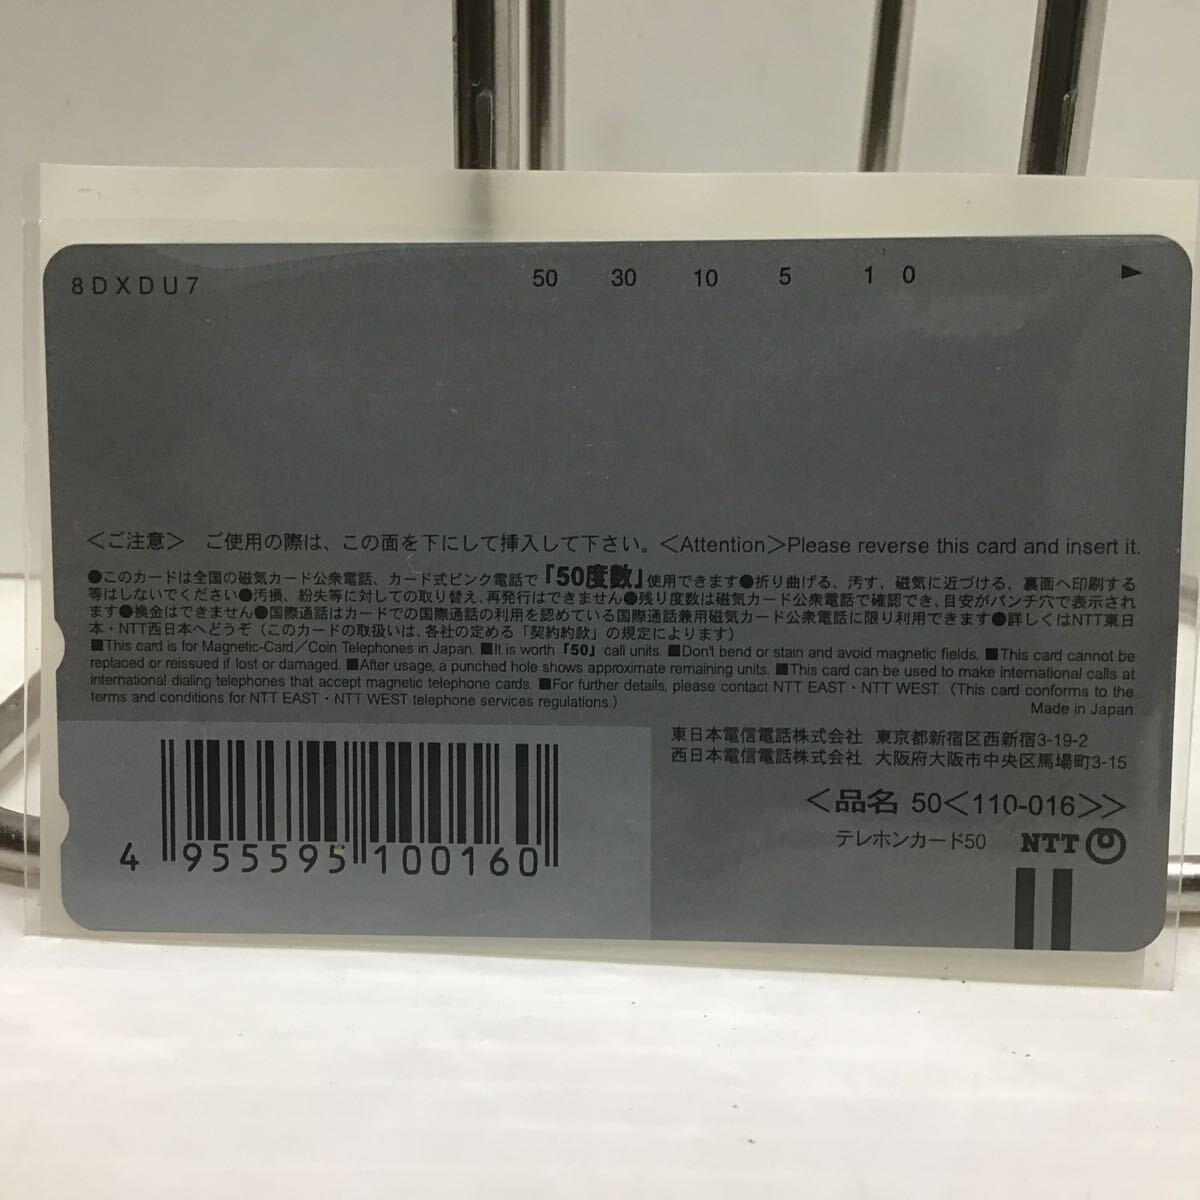 8DXDU7 50 30 10 5 1 0 ▶
＜ご注意＞ ご使用の際は、この面を下にして挿入して下さい。＜Attention＞Please reverse this card and insert it.
●このカードは全国の磁気カード公衆電話、カード式ピンク電話で『50度数』使用できます●折り曲げる、汚す、磁気に近づける、裏面へ印刷する
等はしないでください●汚損、紛失等に対しての取り替え、再発行はできません●残り度数は磁気カード公衆電話で確認でき、目安がパンチ穴で表示され
ます●換金はできません●国際通話はカードでの国際通話の利用を認めている国際通話兼用磁気カード公衆電話に限り利用できます●詳しくはNTT東日
本・NTT西日本へどうぞ（このカードの取扱いは、各社の定める「契約約款」の規定によります）
■This card is for Magnetic-Card／Coin Telephones in Japan. ■It is worth 『50』 call units. ■Don't bend or stain and avoid magnetic fields. ■This card cannot be
replaced or reissued if lost or damaged. ■After usage, a punched hole shows approximate remaining units. ■This card can be used to make international calls at
international dialing telephones that accept magnetic telephone cards. ■For further details, please contact NTT EAST・NTT WEST.（This card conforms to the
terms and conditions for NTT EAST・NTT WEST telephone services regulations.）
Made in Japan
東日本電信電話株式会社 東京都新宿区西新宿3-19-2
西日本電信電話株式会社 大阪府大阪市中央区馬場町3-15
＜品名 50＜110-016＞＞
テレホンカード50 NTT
4 955595 100160